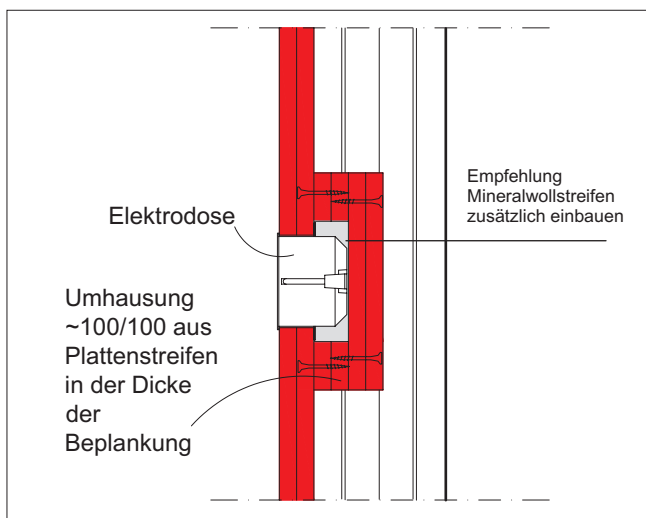 Empfehlung
Mineralwollstreifen
zusätzlich einbauen
Elektrodose
Umhausung
~100/100 aus
Plattenstreifen
in der Dicke
der
Beplankung